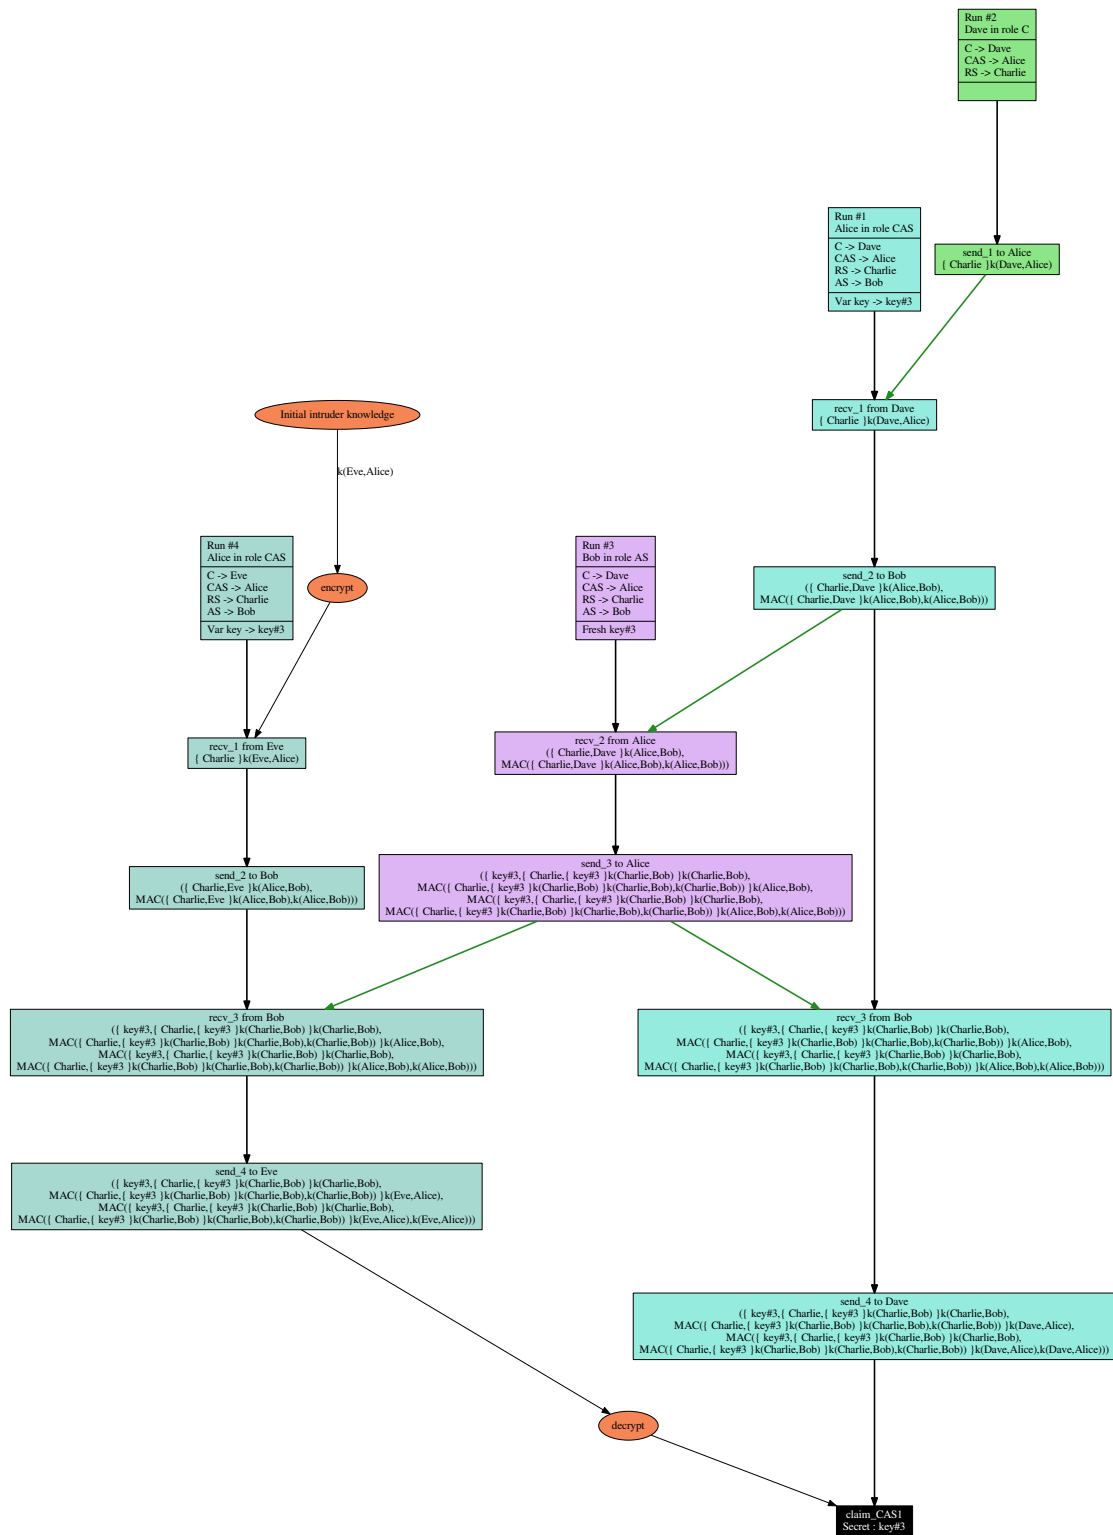 Run #2
Dave in role C
C -> Dave
CAS -> Alice
RS -> Charlie
Run #1
Alice in role CAS
C -> Dave
CAS -> Alice
RS -> Charlie
AS -> Bob
Var key -> key#3
send_1 to Alice
{ Charlie }k(Dave,Alice)
Initial intruder knowledge
recv_1 from Dave
{ Charlie }k(Dave,Alice)
k(Eve,Alice)
Run #4
Alice in role CAS
C -> Eve
CAS -> Alice
RS -> Charlie
AS -> Bob
Var key -> key#3
encrypt
Run #3
Bob in role AS
C -> Dave
CAS -> Alice
RS -> Charlie
AS -> Bob
Fresh key#3
send_2 to Bob
({ Charlie,Dave }k(Alice,Bob),
MAC({ Charlie,Dave }k(Alice,Bob),k(Alice,Bob)))
recv_1 from Eve
{ Charlie }k(Eve,Alice)
recv_2 from Alice
({ Charlie,Dave }k(Alice,Bob),
MAC({ Charlie,Dave }k(Alice,Bob),k(Alice,Bob)))
send_2 to Bob
({ Charlie,Eve }k(Alice,Bob),
MAC({ Charlie,Eve }k(Alice,Bob),k(Alice,Bob)))
send_3 to Alice
({ key#3,{ Charlie,{ key#3 }k(Charlie,Bob) }k(Charlie,Bob),
MAC({ Charlie,{ key#3 }k(Charlie,Bob) }k(Charlie,Bob),k(Charlie,Bob)) }k(Alice,Bob),
MAC({ key#3,{ Charlie,{ key#3 }k(Charlie,Bob) }k(Charlie,Bob),
MAC({ Charlie,{ key#3 }k(Charlie,Bob) }k(Charlie,Bob),k(Charlie,Bob)) }k(Alice,Bob),k(Alice,Bob)))
recv_3 from Bob
({ key#3,{ Charlie,{ key#3 }k(Charlie,Bob) }k(Charlie,Bob),
MAC({ Charlie,{ key#3 }k(Charlie,Bob) }k(Charlie,Bob),k(Charlie,Bob)) }k(Alice,Bob),
MAC({ key#3,{ Charlie,{ key#3 }k(Charlie,Bob) }k(Charlie,Bob),
MAC({ Charlie,{ key#3 }k(Charlie,Bob) }k(Charlie,Bob),k(Charlie,Bob)) }k(Alice,Bob),k(Alice,Bob)))
recv_3 from Bob
({ key#3,{ Charlie,{ key#3 }k(Charlie,Bob) }k(Charlie,Bob),
MAC({ Charlie,{ key#3 }k(Charlie,Bob) }k(Charlie,Bob),k(Charlie,Bob)) }k(Alice,Bob),
MAC({ key#3,{ Charlie,{ key#3 }k(Charlie,Bob) }k(Charlie,Bob),
MAC({ Charlie,{ key#3 }k(Charlie,Bob) }k(Charlie,Bob),k(Charlie,Bob)) }k(Alice,Bob),k(Alice,Bob)))
send_4 to Eve
({ key#3,{ Charlie,{ key#3 }k(Charlie,Bob) }k(Charlie,Bob),
MAC({ Charlie,{ key#3 }k(Charlie,Bob) }k(Charlie,Bob),k(Charlie,Bob)) }k(Eve,Alice),
MAC({ key#3,{ Charlie,{ key#3 }k(Charlie,Bob) }k(Charlie,Bob),
MAC({ Charlie,{ key#3 }k(Charlie,Bob) }k(Charlie,Bob),k(Charlie,Bob)) }k(Eve,Alice),k(Eve,Alice)))
send_4 to Dave
({ key#3,{ Charlie,{ key#3 }k(Charlie,Bob) }k(Charlie,Bob),
MAC({ Charlie,{ key#3 }k(Charlie,Bob) }k(Charlie,Bob),k(Charlie,Bob)) }k(Dave,Alice),
MAC({ key#3,{ Charlie,{ key#3 }k(Charlie,Bob) }k(Charlie,Bob),
MAC({ Charlie,{ key#3 }k(Charlie,Bob) }k(Charlie,Bob),k(Charlie,Bob)) }k(Dave,Alice),k(Dave,Alice)))
decrypt
claim_CAS1
Secret : key#3